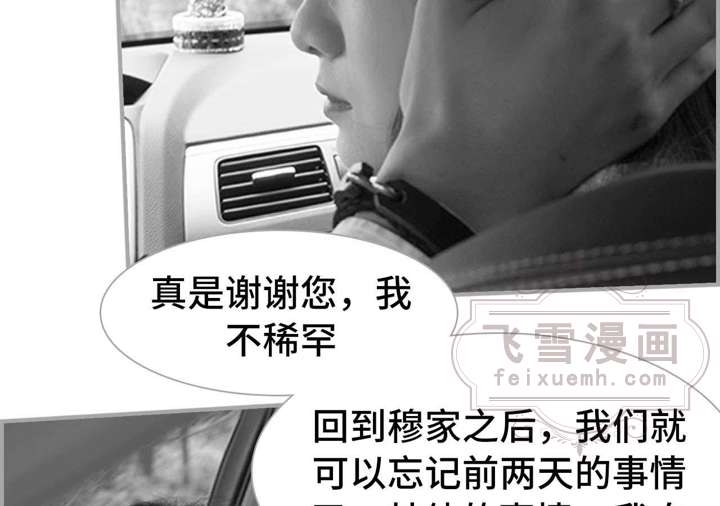 真是谢谢您，我
不稀罕
飞雪漫画
feixuemh.com
回到穆家之后，我们就
可以忘记前两天的事情